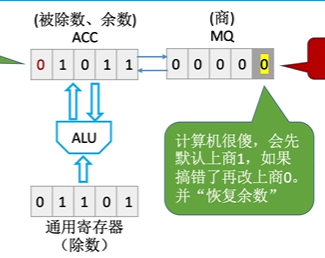 (被除数、余数)
(商)
ACC
MQ
0 1 0 1 1
0 0 0 0 0
ALU
计算机很傻，会先
默认上商1，如果
搞错了再改上商0。
并“恢复余数”
0 1 1 0 1
通用寄存器
（除数）